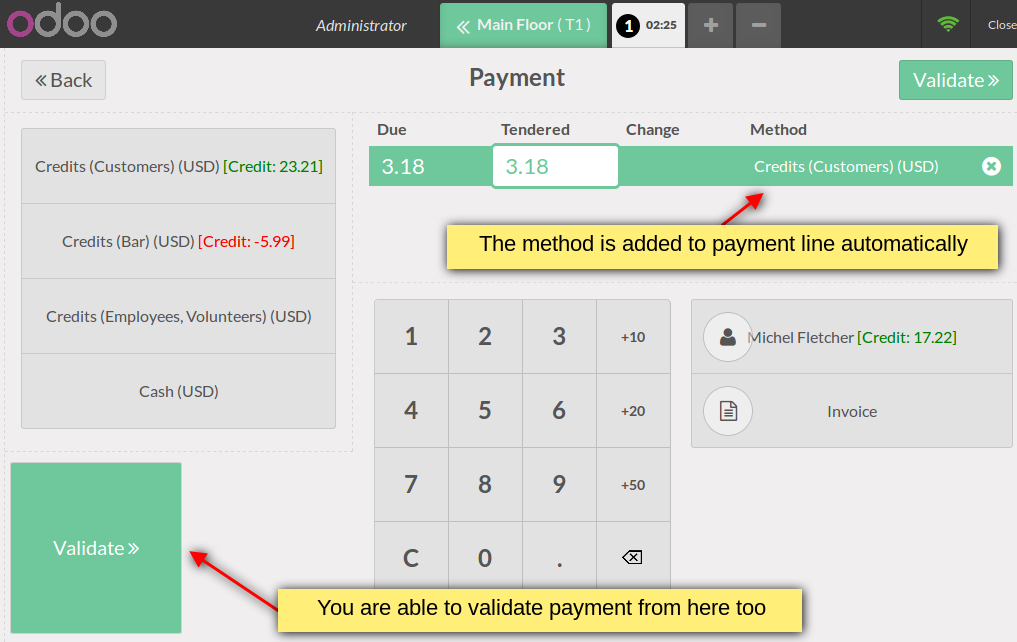 odoo
Administrator
« Main Floor ( T1 )
1 02:25
+
−
Close
« Back
Payment
Validate »
Due Tendered Change Method
3.18 3.18 Credits (Customers) (USD)
The method is added to payment line automatically
Credits (Customers) (USD) [Credit: 23.21]
Credits (Bar) (USD) [Credit: -5.99]
Credits (Employees, Volunteers) (USD)
Cash (USD)
1 2 3 +10
4 5 6 +20
7 8 9 +50
C 0 .
Michel Fletcher [Credit: 17.22]
Invoice
Validate »
You are able to validate payment from here too